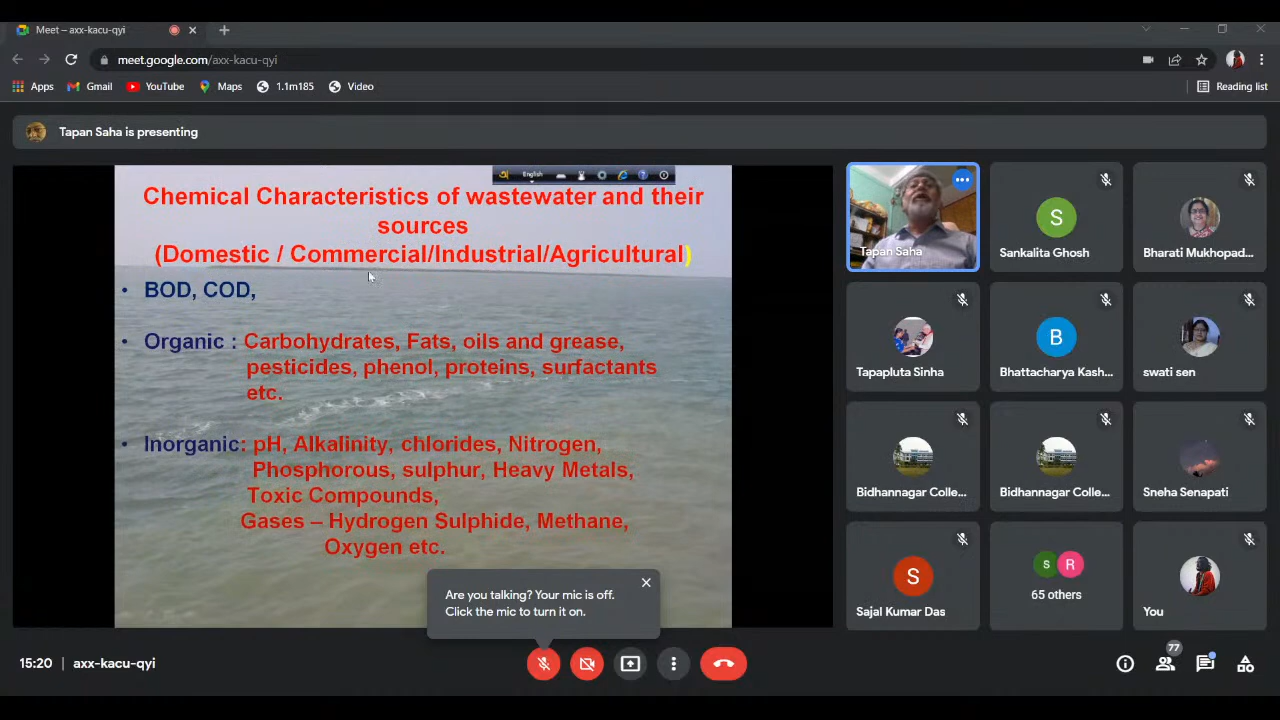 Meet – axx-kacu-qyi
meet.google.com/axx-kacu-qyi
Apps Gmail YouTube Maps 1.1m185 Video Reading list
Tapan Saha is presenting
English
Chemical Characteristics of wastewater and their
sources
(Domestic / Commercial/Industrial/Agricultural)
• BOD, COD,
• Organic : Carbohydrates, Fats, oils and grease,
pesticides, phenol, proteins, surfactants
etc.
• Inorganic: pH, Alkalinity, chlorides, Nitrogen,
Phosphorous, sulphur, Heavy Metals,
Toxic Compounds,
Gases – Hydrogen Sulphide, Methane,
Oxygen etc.
Tapan Saha
S
Sankalita Ghosh
Bharati Mukhopad...
Tapapluta Sinha
B
Bhattacharya Kash...
swati sen
Bidhannagar Colle...
Bidhannagar Colle...
Sneha Senapati
S
Sajal Kumar Das
S R
65 others
You
Are you talking? Your mic is off.
Click the mic to turn it on.
15:20 | axx-kacu-qyi
77